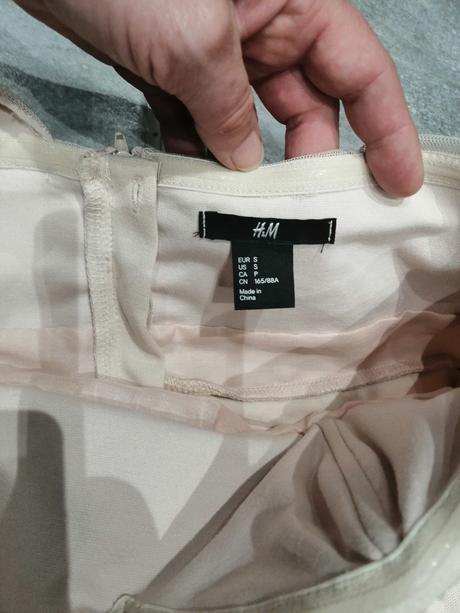 H&M
EUR S
US S
CA P
CN 165/88A
Made in
China